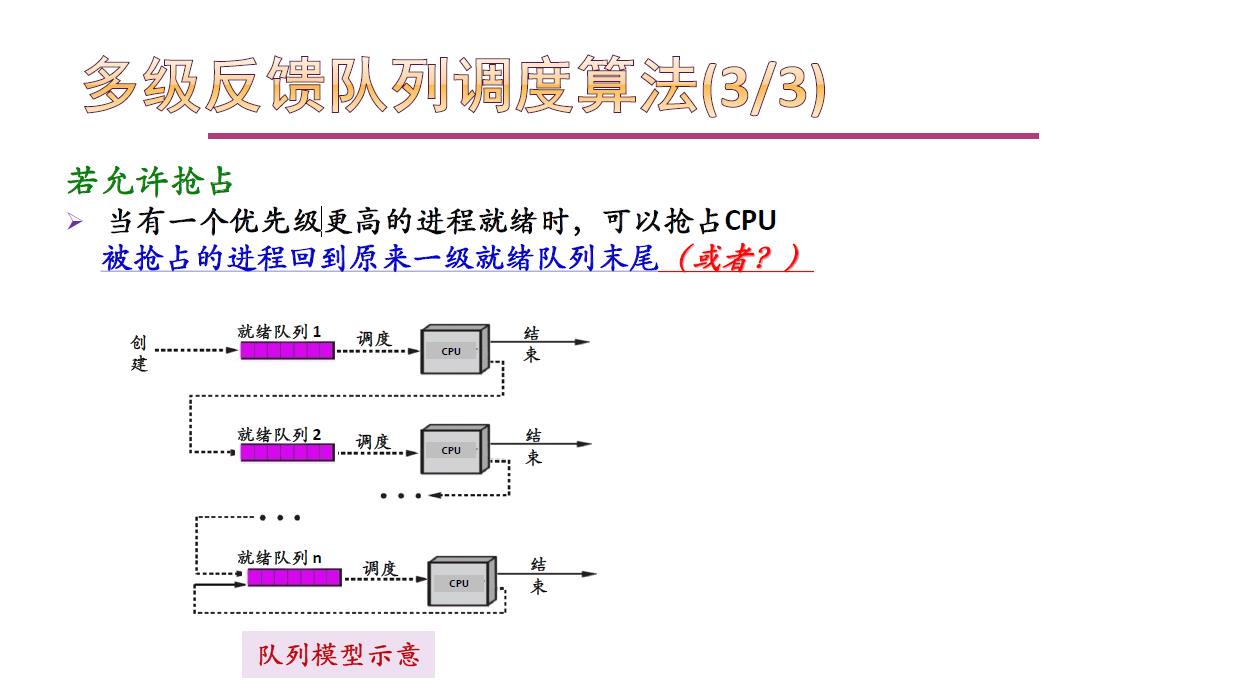 多级反馈队列调度算法(3/3)
若允许抢占
➢ 当有一个优先级更高的进程就绪时，可以抢占CPU
被抢占的进程回到原来一级就绪队列末尾（或者？）
创建
就绪队列1
调度
CPU
结束
就绪队列2
调度
CPU
结束
• • •
• • •
就绪队列n
调度
CPU
结束
队列模型示意